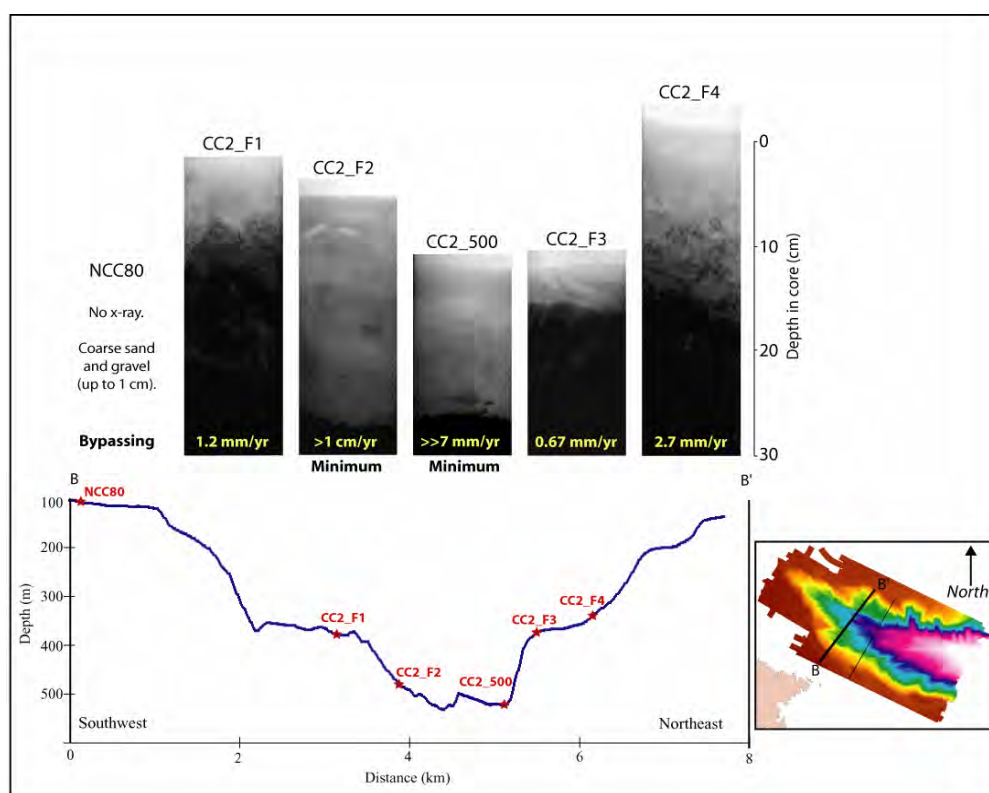 CC2_F4
CC2_F1
CC2_F2
CC2_500
CC2_F3
0
10
20
30
Depth in core (cm)
NCC80
No x-ray.
Coarse sand
and gravel
(up to 1 cm).
Bypassing
1.2 mm/yr
>1 cm/yr
>>7 mm/yr
0.67 mm/yr
2.7 mm/yr
Minimum
Minimum
B
B'
NCC80
CC2_F1
CC2_F2
CC2_500
CC2_F3
CC2_F4
100
200
300
400
500
Depth (m)
Southwest
Northeast
0
2
4
6
8
Distance (km)
North
B'
B